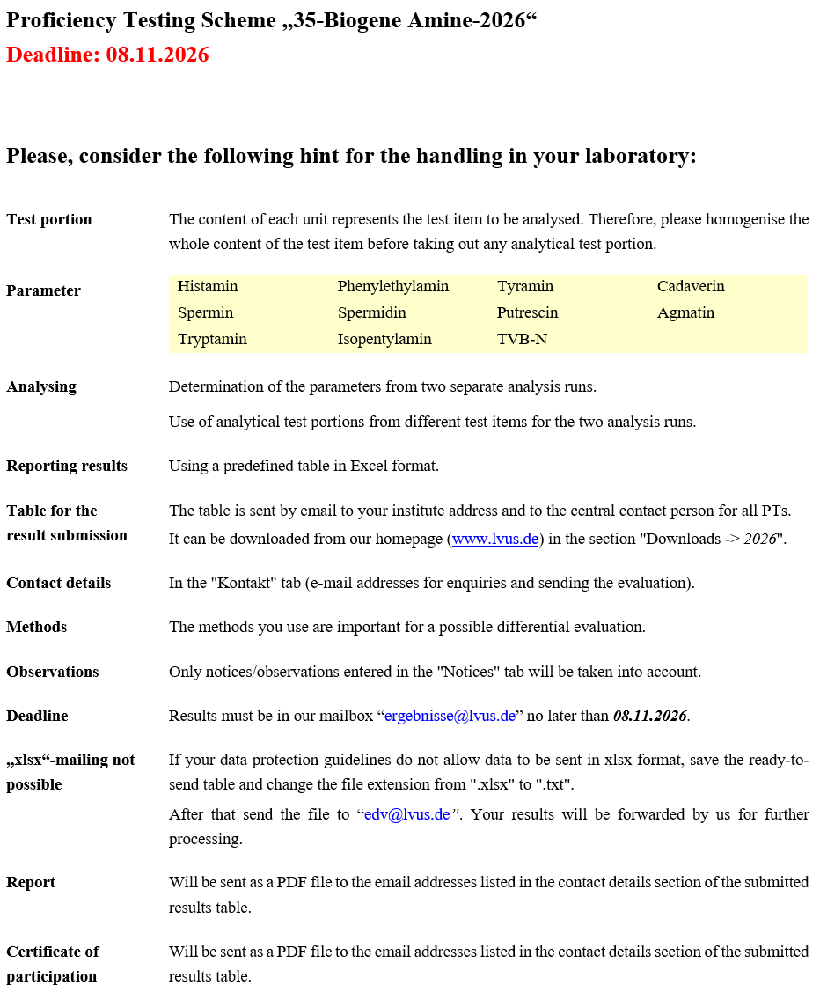 Proficiency Testing Scheme „35-Biogene Amine-2026“
Deadline: 08.11.2026
Please, consider the following hint for the handling in your laboratory:
Test portion The content of each unit represents the test item to be analysed. Therefore, please homogenise the
whole content of the test item before taking out any analytical test portion.
Parameter Histamin Phenylethylamin Tyramin Cadaverin
Spermin Spermidin Putrescin Agmatin
Tryptamin Isopentylamin TVB-N
Analysing Determination of the parameters from two separate analysis runs.
Use of analytical test portions from different test items for the two analysis runs.
Reporting results Using a predefined table in Excel format.
Table for the The table is sent by email to your institute address and to the central contact person for all PTs.
result submission It can be downloaded from our homepage (www.lvus.de) in the section "Downloads -> 2026".
Contact details In the "Kontakt" tab (e-mail addresses for enquiries and sending the evaluation).
Methods The methods you use are important for a possible differential evaluation.
Observations Only notices/observations entered in the "Notices" tab will be taken into account.
Deadline Results must be in our mailbox “ergebnisse@lvus.de” no later than 08.11.2026.
„xlsx“-mailing not If your data protection guidelines do not allow data to be sent in xlsx format, save the ready-to-
possible send table and change the file extension from ".xlsx" to ".txt".
After that send the file to “edv@lvus.de”. Your results will be forwarded by us for further
processing.
Report Will be sent as a PDF file to the email addresses listed in the contact details section of the submitted
results table.
Certificate of Will be sent as a PDF file to the email addresses listed in the contact details section of the submitted
participation results table.